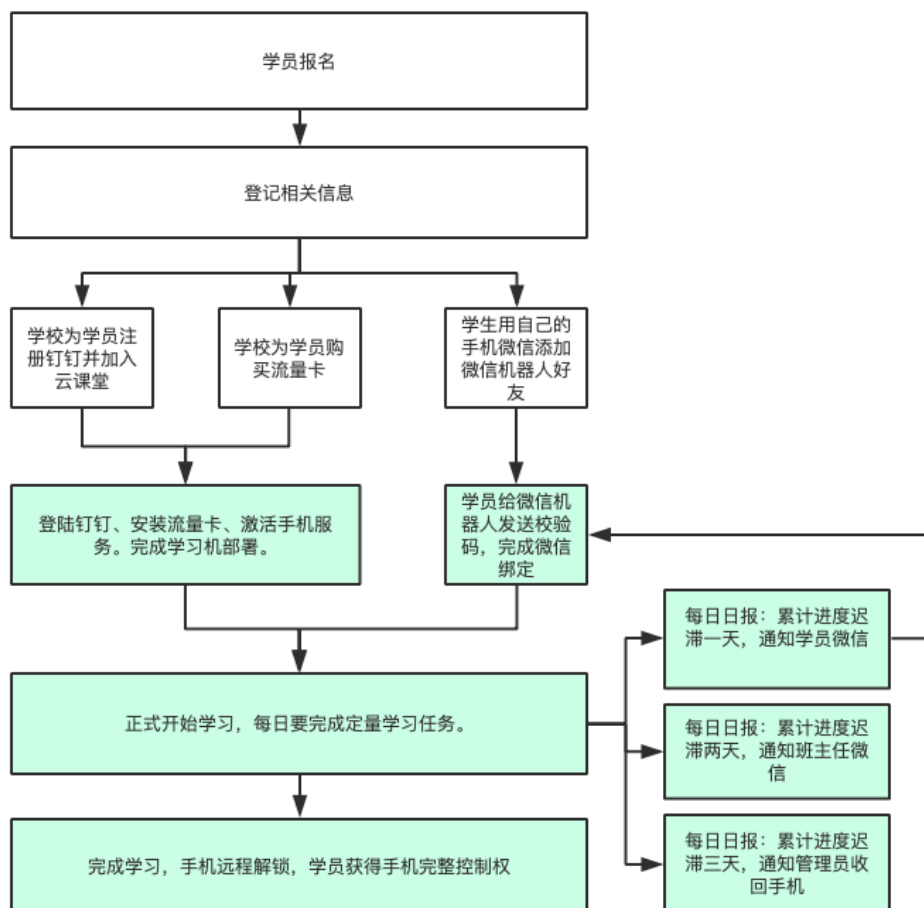 学员报名
登记相关信息
学校为学员注
册钉钉并加入
云课堂
学校为学员购
买流量卡
学生用自己的
手机微信添加
微信机器人好
友
登陆钉钉、安装流量卡、激活手机服
务。完成学习机部署。
学员给微信机
器人发送校验
码，完成微信
绑定
每日日报：累计进度迟
滞一天，通知学员微信
正式开始学习，每日要完成定量学习任务。
每日日报：累计进度迟
滞两天，通知班主任微
信
完成学习，手机远程解锁，学员获得手机完整控制权
每日日报：累计进度迟
滞三天，通知管理员收
回手机